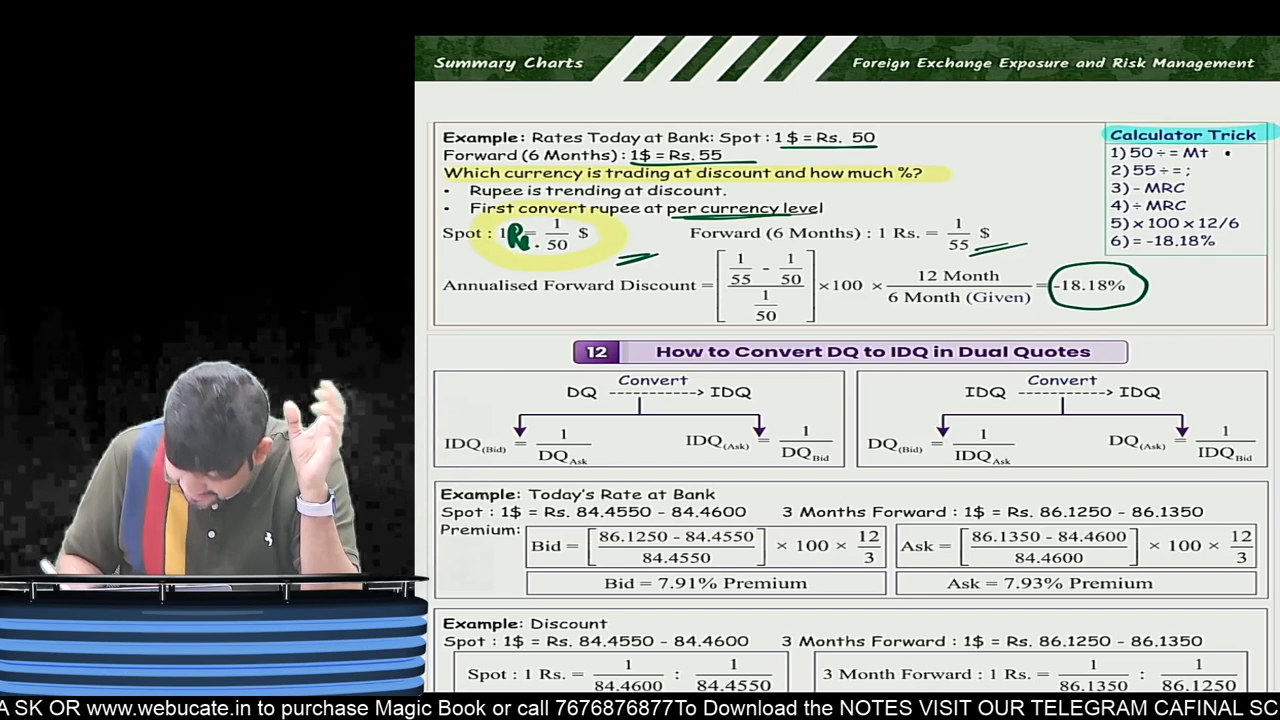 Summary Charts
Foreign Exchange Exposure and Risk Management
Example: Rates Today at Bank: Spot : 1 $ = Rs. 50
Forward (6 Months) : 1$ = Rs. 55
Which currency is trading at discount and how much %?
• Rupee is trending at discount.
• First convert rupee at per currency level
Spot : 1 Re. = 1/50 $
Forward (6 Months) : 1 Rs. = 1/55 $
Annualised Forward Discount = [(1/55 - 1/50) / (1/50)] ×100 × 12 Month / 6 Month (Given) = -18.18%
Calculator Trick
1) 50 ÷ = Mt
2) 55 ÷ = ;
3) - MRC
4) ÷ MRC
5) x 100 x 12/6
6) = -18.18%
12 How to Convert DQ to IDQ in Dual Quotes
Convert
DQ -----------> IDQ
IDQ(Bid) = 1/DQAsk
IDQ(Ask) = 1/DQBid
Convert
IDQ -----------> IDQ
DQ(Bid) = 1/IDQAsk
DQ(Ask) = 1/IDQBid
Example: Today's Rate at Bank
Spot : 1$ = Rs. 84.4550 - 84.4600 3 Months Forward : 1$ = Rs. 86.1250 - 86.1350
Premium:
Bid = [(86.1250 - 84.4550) / 84.4550] × 100 × 12/3
Ask = [(86.1350 - 84.4600) / 84.4600] × 100 × 12/3
Bid = 7.91% Premium
Ask = 7.93% Premium
Example: Discount
Spot : 1$ = Rs. 84.4550 - 84.4600 3 Months Forward : 1$ = Rs. 86.1250 - 86.1350
Spot : 1 Rs. = 1/84.4600 : 1/84.4550
3 Month Forward : 1 Rs. = 1/86.1350 : 1/86.1250
A SK OR www.webucate.in to purchase Magic Book or call 7676876877To Download the NOTES VISIT OUR TELEGRAM CAFINAL SC